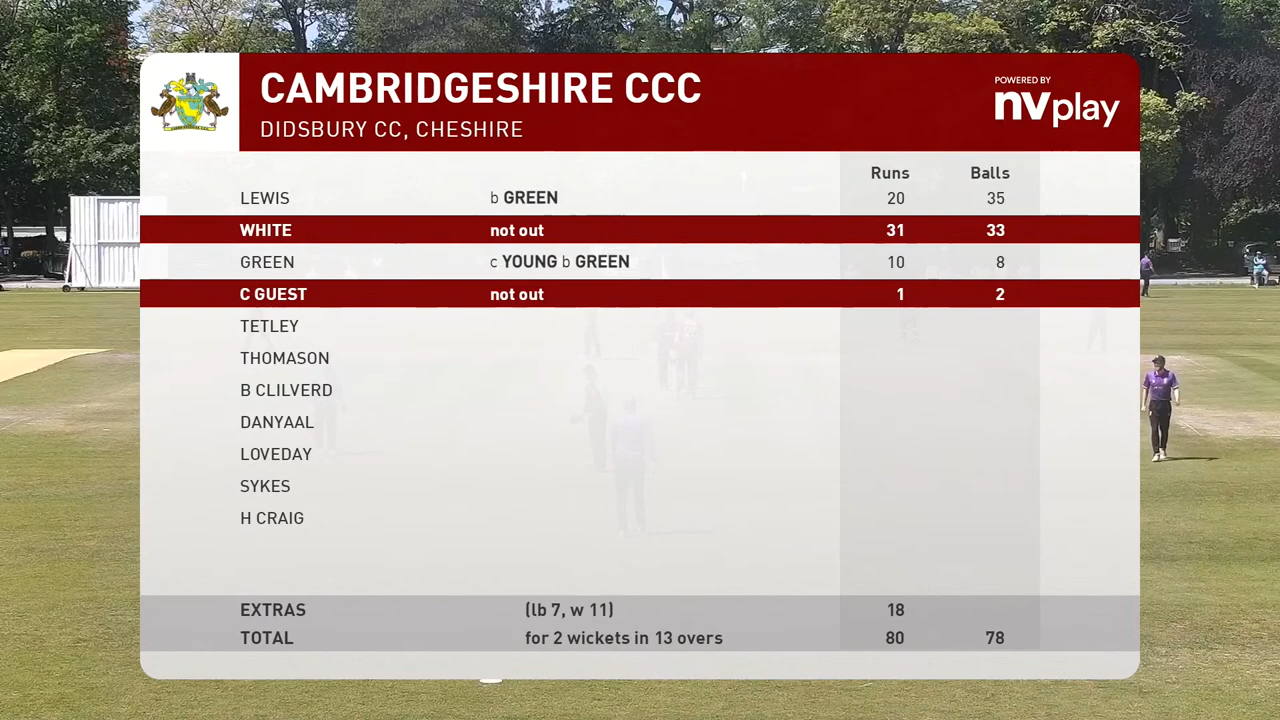 CAMBRIDGESHIRE CCC
DIDSBURY CC, CHESHIRE
POWERED BY
nvplay
Runs Balls
LEWIS b GREEN 20 35
WHITE not out 31 33
GREEN c YOUNG b GREEN 10 8
C GUEST not out 1 2
TETLEY
THOMASON
B CLILVERD
DANYAAL
LOVEDAY
SYKES
H CRAIG
EXTRAS (lb 7, w 11) 18
TOTAL for 2 wickets in 13 overs 80 78